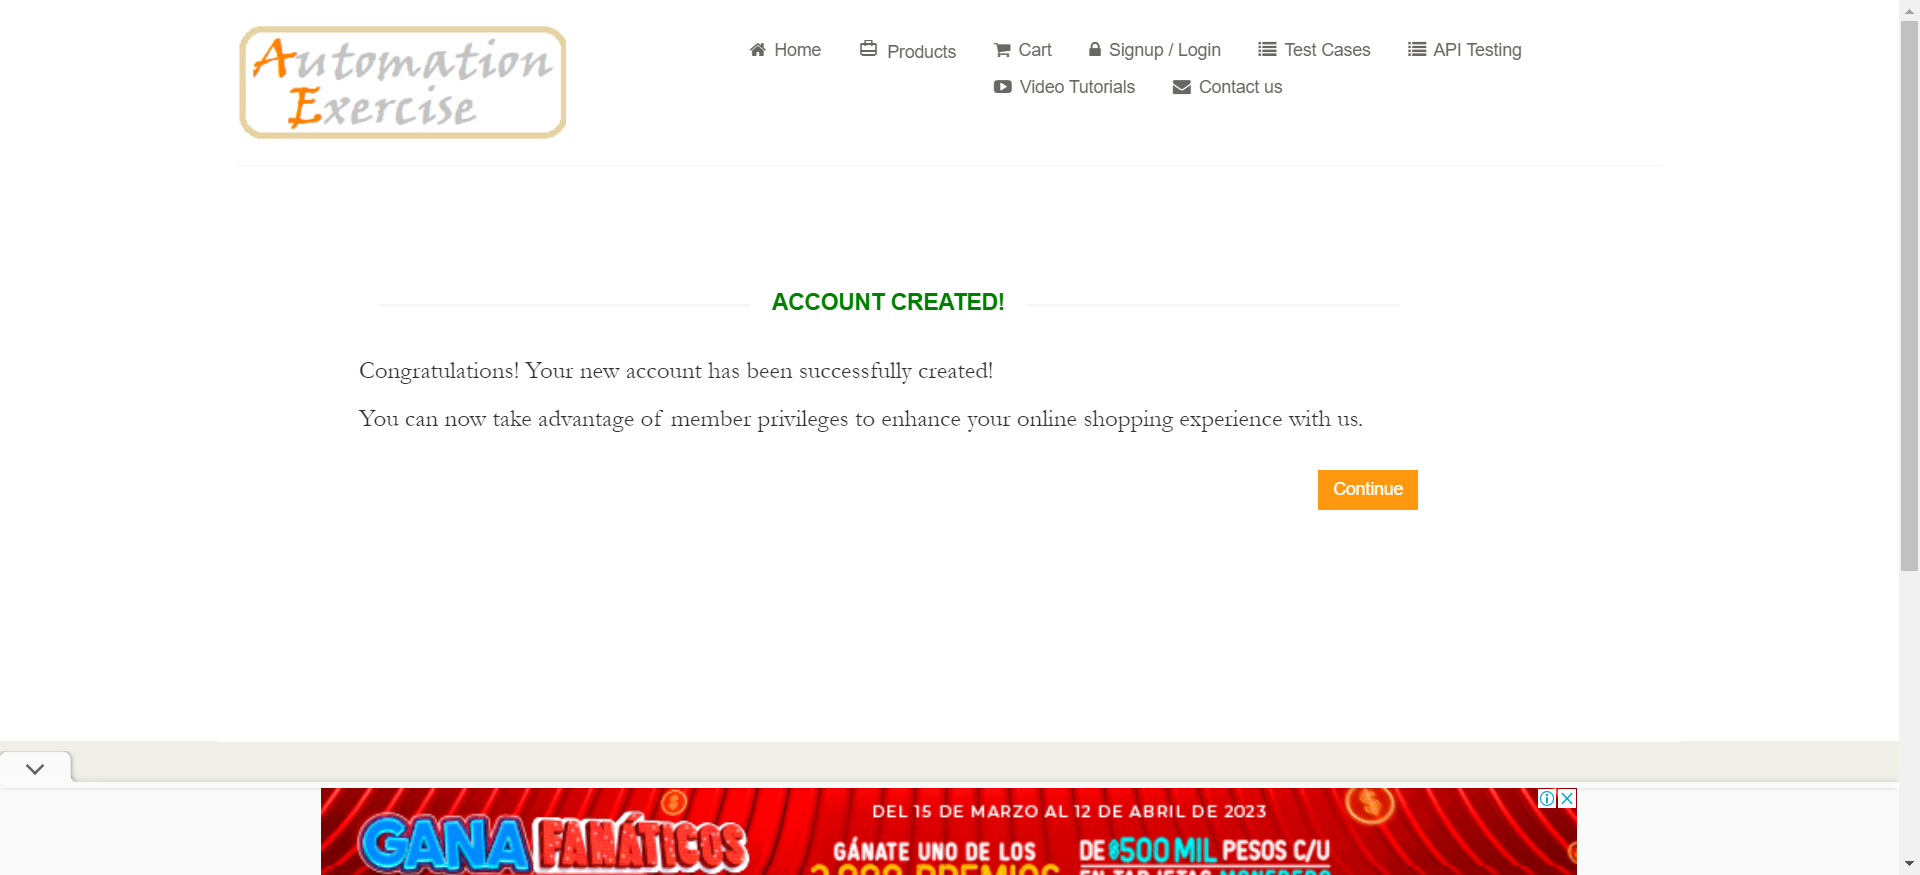 Automation
Exercise
Home
Products
Cart
Signup / Login
Test Cases
API Testing
Video Tutorials
Contact us
ACCOUNT CREATED!
Congratulations! Your new account has been successfully created!
You can now take advantage of member privileges to enhance your online shopping experience with us.
Continue
GANA FANÁTICOS
DEL 15 DE MARZO AL 12 DE ABRIL DE 2023
GÁNATE UNO DE LOS
DE $500 MIL PESOS C/U